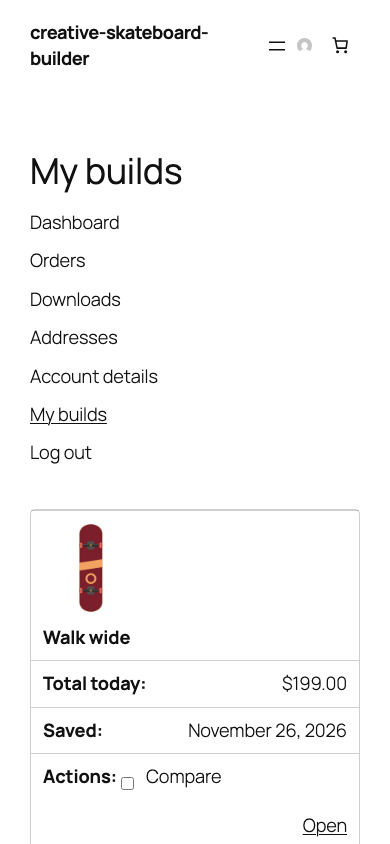 creative-skateboard-
builder
My builds
Dashboard
Orders
Downloads
Addresses
Account details
My builds
Log out
Walk wide
Total today: $199.00
Saved: November 26, 2026
Actions: Compare
Open